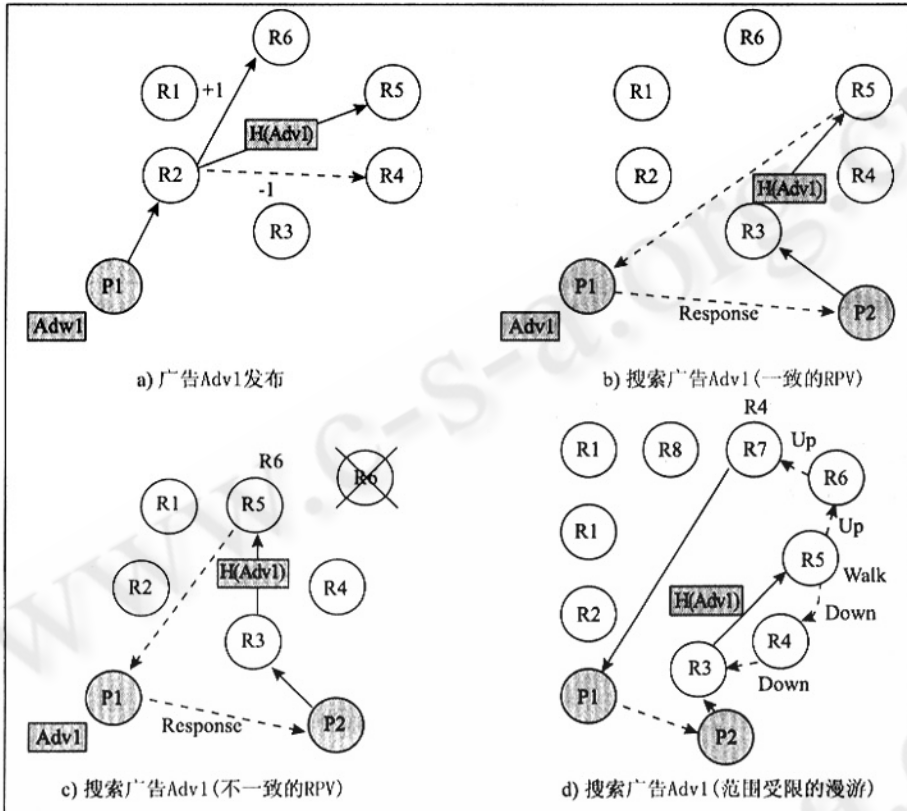 R6
R1
+1
R5
H(Adv1)
R2
R4
-1
R3
P1
Adw1
a) 广告Adv1发布
R6
R1
R5
R2
H(Adv1)
R4
R3
P1
P2
Adv1
Response
b) 搜索广告Adv1(一致的RPV)
R6
R6
R1
R5
H(Adv1)
R2
R4
R3
P1
P2
Response
Adv1
c) 搜索广告Adv1(不一致的RPV)
R4
R1
R8
R7
Up
R6
R1
Up
R5
Walk
H(Adv1)
R2
Down
R4
R3
Down
P1
P2
d) 搜索广告Adv1(范围受限的漫游)
www.c-s-a.org.cn